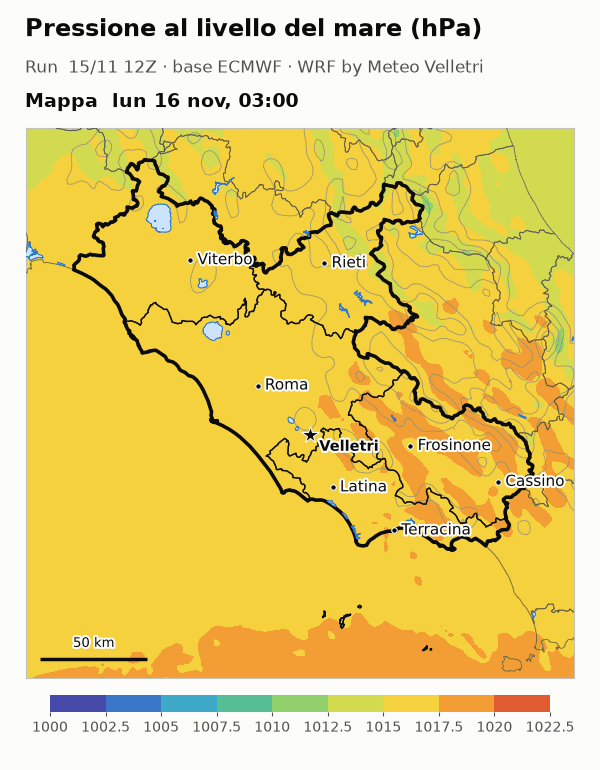 Pressione al livello del mare (hPa)
Run  15/11 12Z · base ECMWF · WRF by Meteo Velletri
Mappa  lun 16 nov, 03:00
Viterbo
Rieti
Roma
Velletri
Frosinone
Cassino
Latina
Terracina
50 km
1000 1002.5 1005 1007.5 1010 1012.5 1015 1017.5 1020 1022.5